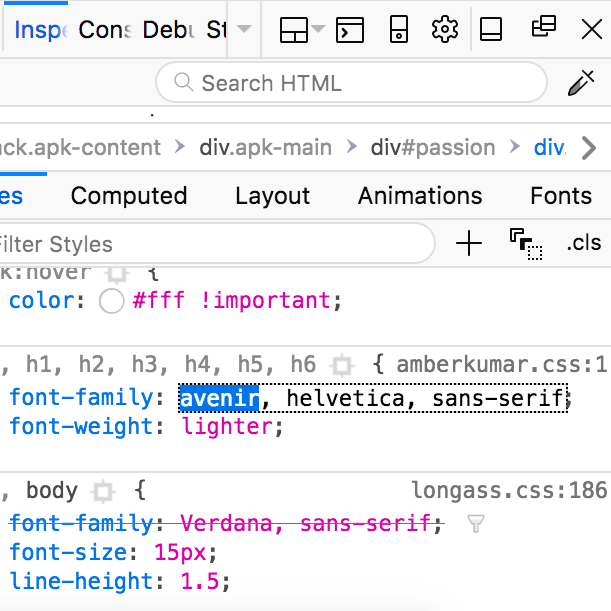 Inspe Cons Debu St
Search HTML
ack.apk-content > div.apk-main > div#passion > div.
es Computed Layout Animations Fonts
Filter Styles + .cls
k:hover {
color: #fff !important;
, h1, h2, h3, h4, h5, h6 { amberkumar.css:1
font-family: avenir, helvetica, sans-serif;
font-weight: lighter;
, body { longass.css:186
font-family: Verdana, sans-serif;
font-size: 15px;
line-height: 1.5;